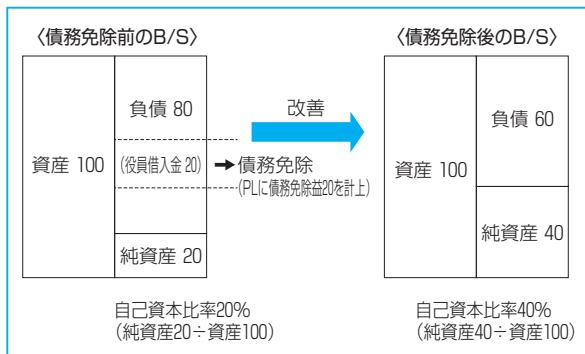 〈債務免除前のB/S〉
〈債務免除後のB/S〉
資産 100
負債 80
(役員借入金 20)
純資産 20
改善
➞債務免除
(PLに債務免除益20を計上)
資産 100
負債 60
純資産 40
自己資本比率20%
(純資産20÷資産100)
自己資本比率40%
(純資産40÷資産100)